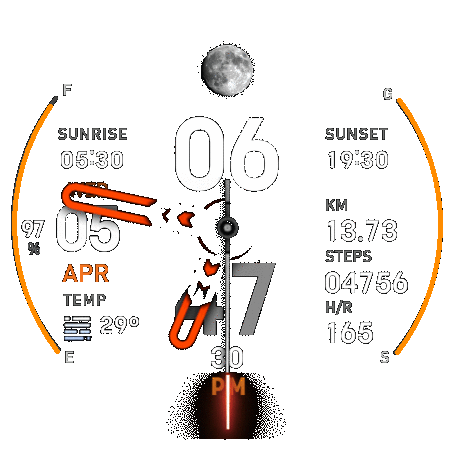 F
G
SUNRISE
05:30
06
SUNSET
19:30
97
%
05
KM
13.73
APR
STEPS
04756
TEMP
29°
47
H/R
165
E
30
S
PM